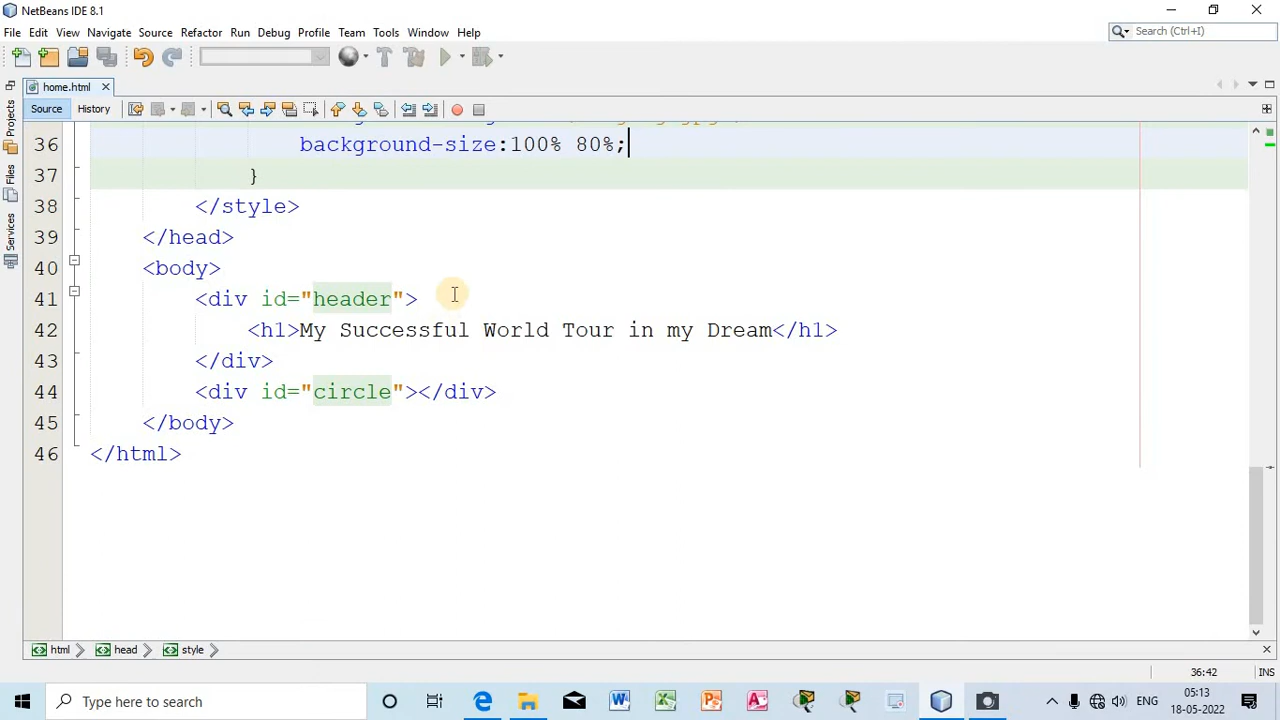 NetBeans IDE 8.1
File Edit View Navigate Source Refactor Run Debug Profile Team Tools Window Help
Search (Ctrl+I)
home.html
Source History
36 background-size:100% 80%;
37 }
38 </style>
39 </head>
40 <body>
41 <div id="header">
42 <h1>My Successful World Tour in my Dream</h1>
43 </div>
44 <div id="circle"></div>
45 </body>
46 </html>
Projects
Files
Services
html head style
36:42 INS
Type here to search
ENG
05:13
18-05-2022